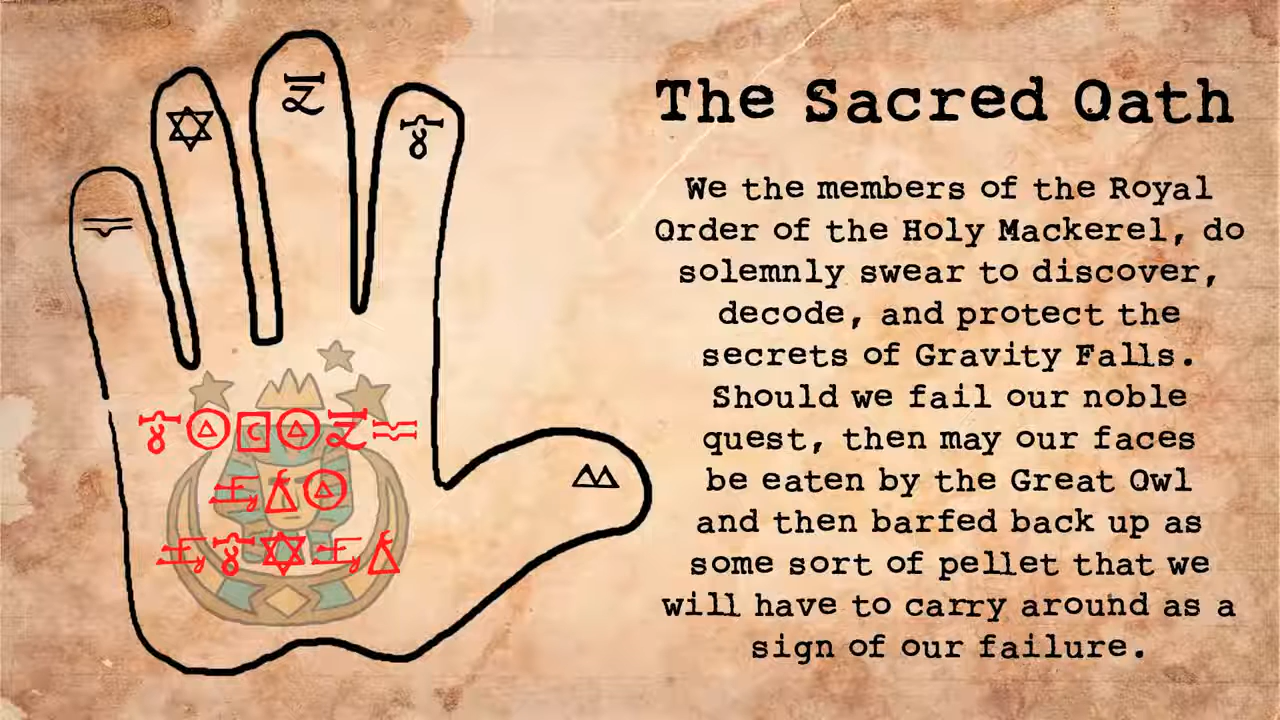 The Sacred Oath
We the members of the Royal
Order of the Holy Mackerel, do
solemnly swear to discover,
decode, and protect the
secrets of Gravity Falls.
Should we fail our noble
quest, then may our faces
be eaten by the Great Owl
and then barfed back up as
some sort of pellet that we
will have to carry around as a
sign of our failure.